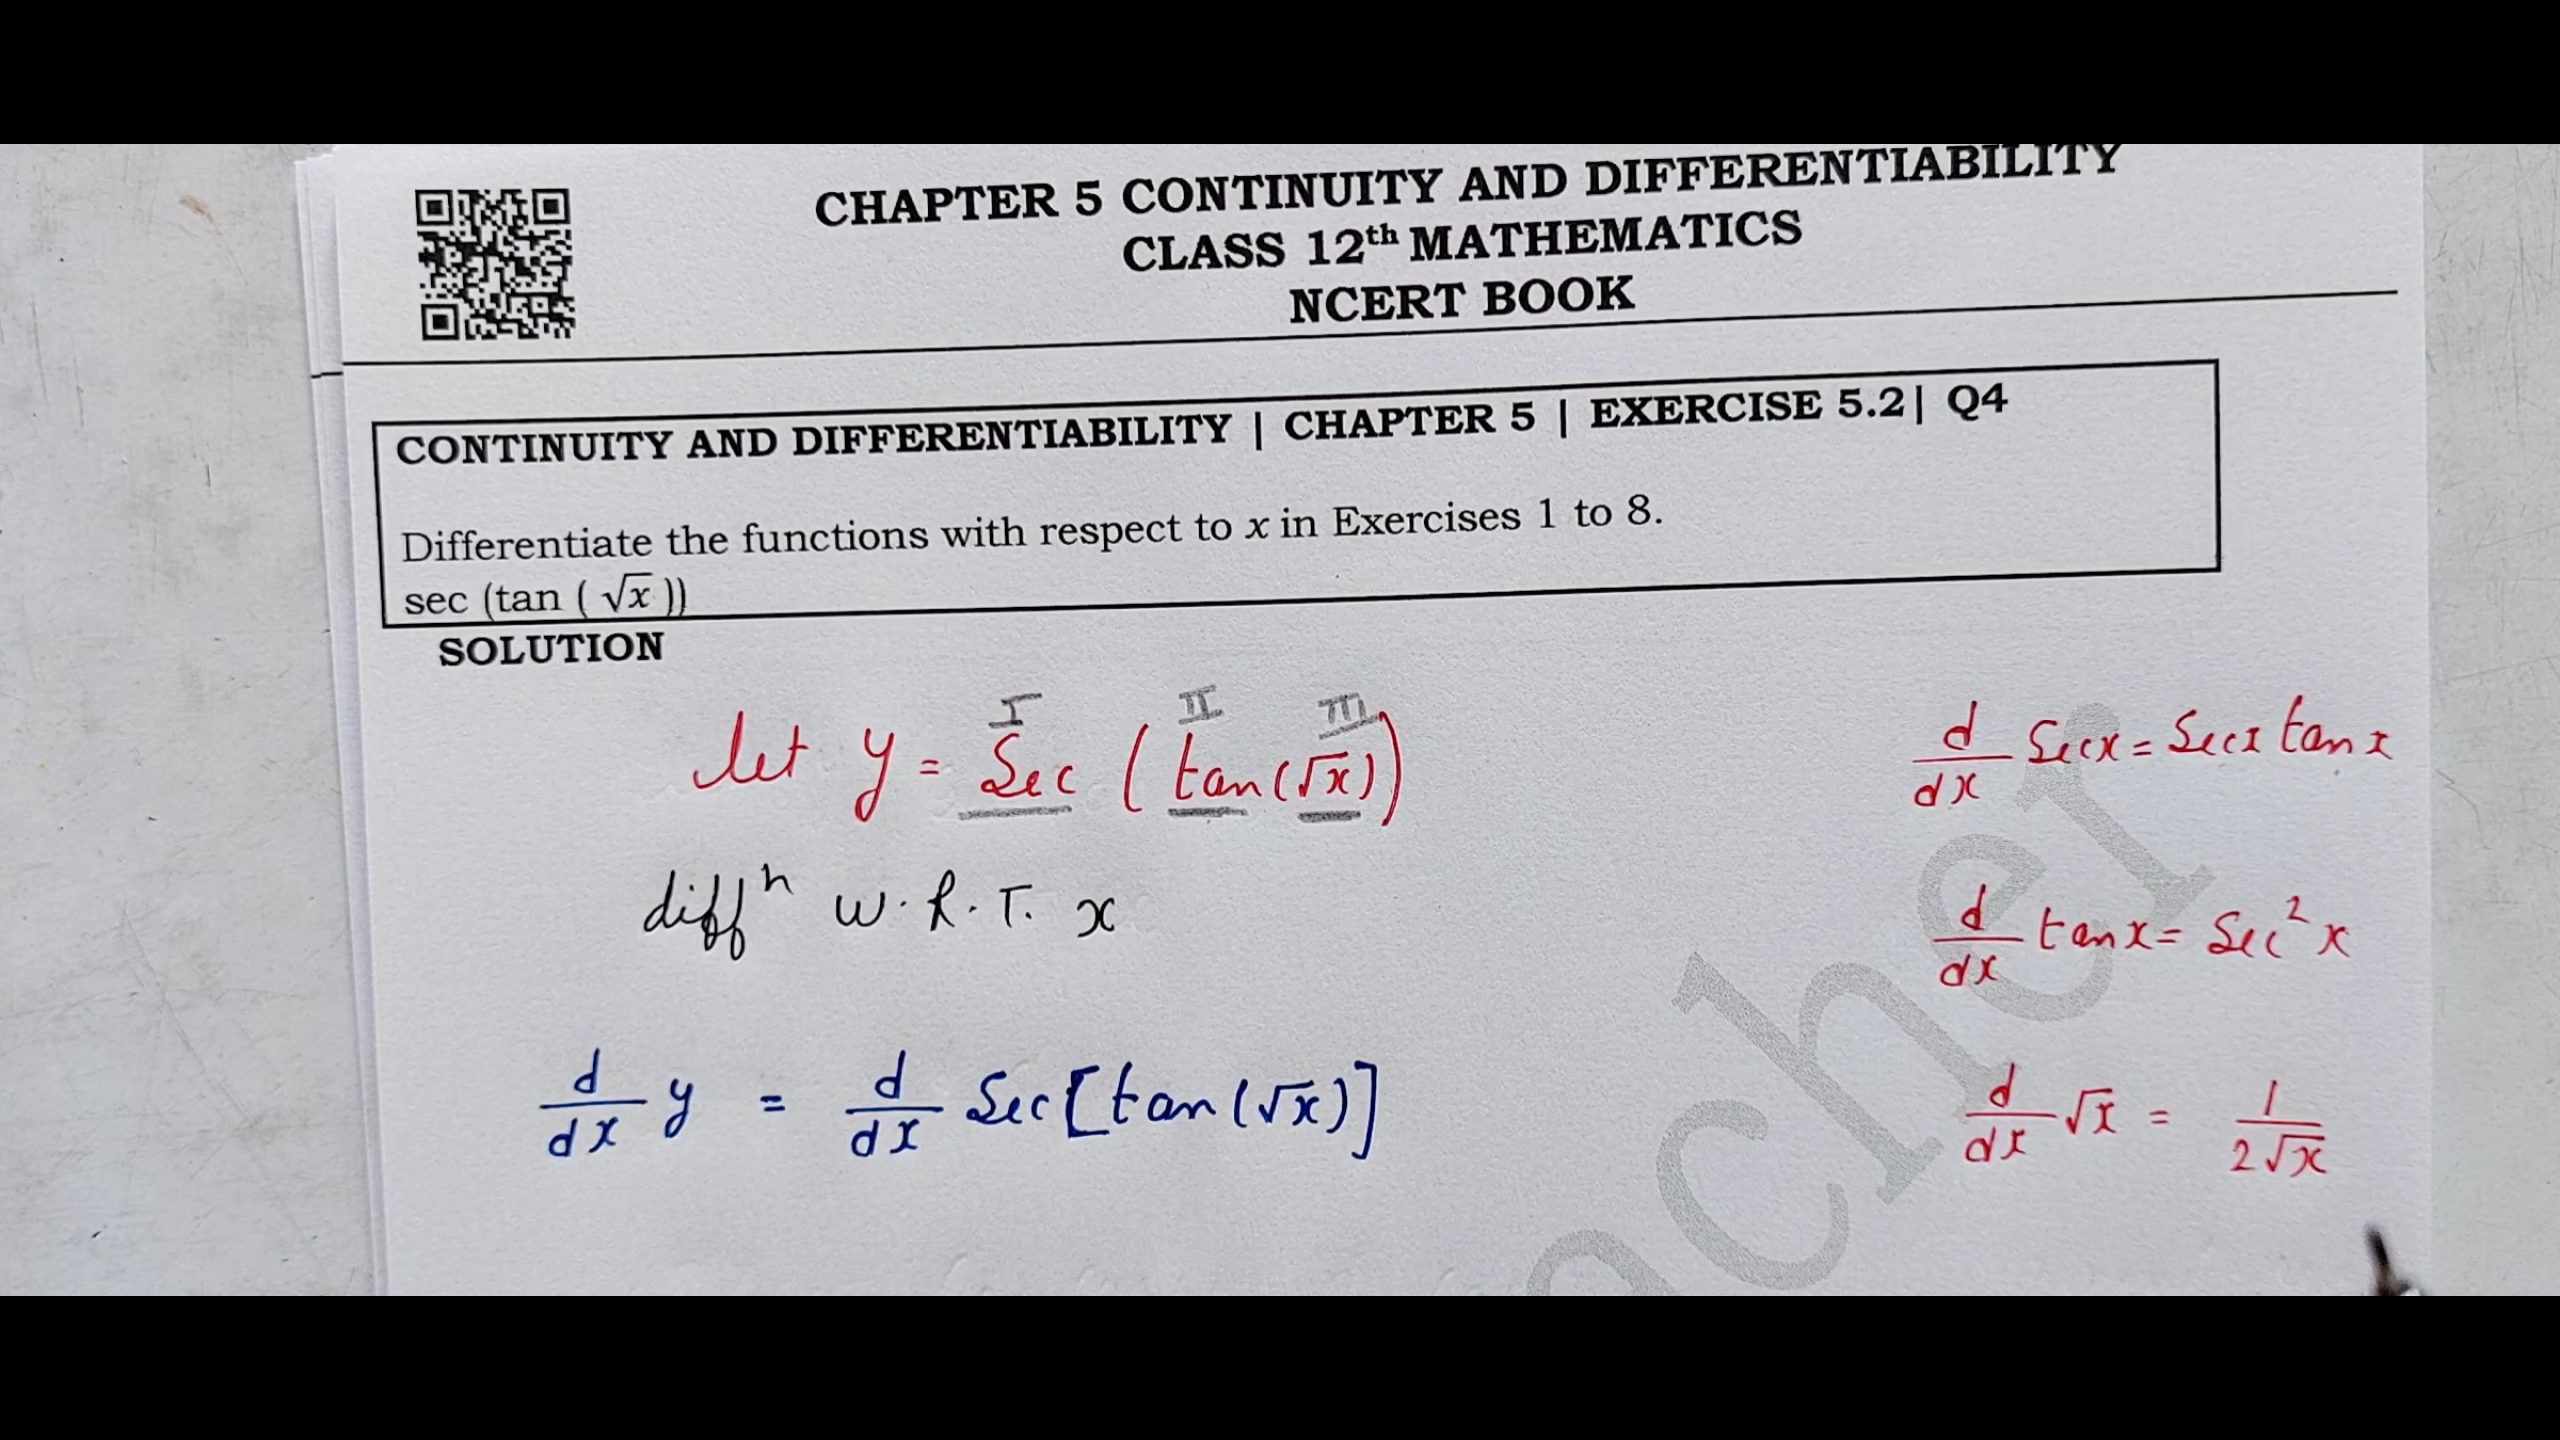 CHAPTER 5 CONTINUITY AND DIFFERENTIABILITY
CLASS 12th MATHEMATICS
NCERT BOOK
CONTINUITY AND DIFFERENTIABILITY | CHAPTER 5 | EXERCISE 5.2| Q4
Differentiate the functions with respect to x in Exercises 1 to 8.
sec (tan ( √x ))
SOLUTION
I II III
let y = Sec ( tan(√x))
diffⁿ W.R.T. x
d/dx y = d/dx Sec[tan(√x)]
d/dx Secx = Secx tanx
d/dx tanx = Sec²x
d/dx √x = 1/2√x